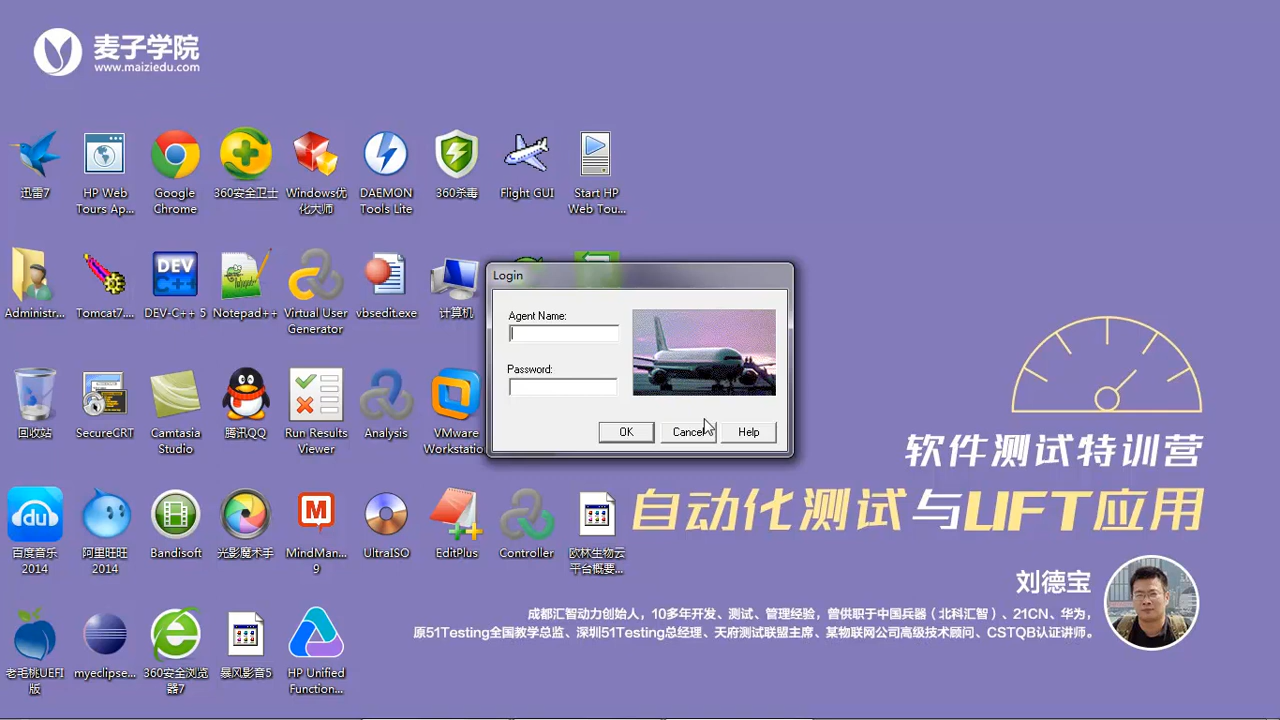 麦子学院
www.maiziedu.com
迅雷7
HP Web
Tours Ap...
Google
Chrome
360安全卫士
Windows优
化大师
DAEMON
Tools Lite
360杀毒
Flight GUI
Start HP
Web Tou...
Administr...
Tomcat7....
DEV
C++
DEV-C++ 5
Notepad++
Virtual User
Generator
vbsedit.exe
计算机
Login
Agent Name:
Password:
OK
Cancel
Help
回收站
SecureCRT
Camtasia
Studio
腾讯QQ
Run Results
Viewer
Analysis
VMware
Workstatio
软件测试特训营
自动化测试与UFT应用
du
百度音乐
2014
阿里旺旺
2014
Bandisoft
光影魔术手
M
MindMan...
9
UltraISO
EditPlus
Controller
欧林生物云
平台概要...
刘德宝
成都汇智动力创始人，10多年开发、测试、管理经验，曾供职于中国兵器（北科汇智）、21CN、华为，
原51Testing全国教学总监、深圳51Testing总经理、天府测试联盟主席、某物联网公司高级技术顾问、CSTQB认证讲师。
老毛桃UEFI
版
myeclipse...
360安全浏览
器7
暴风影音5
HP Unified
Function...